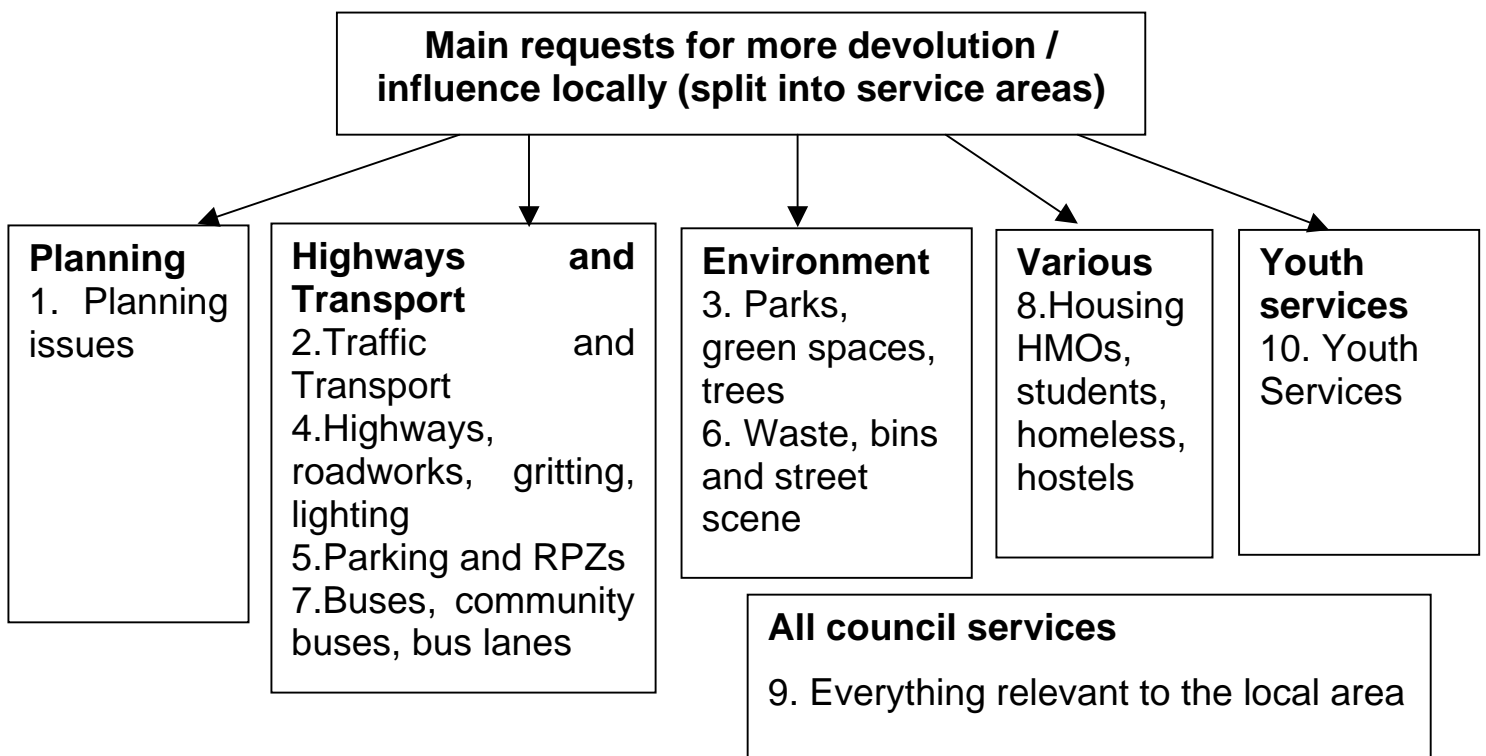 Main requests for more devolution /
influence locally (split into service areas)
Planning
1. Planning
issues
Highways and
Transport
2.Traffic and
Transport
4.Highways,
roadworks, gritting,
lighting
5.Parking and RPZs
7.Buses, community
buses, bus lanes
Environment
3. Parks,
green spaces,
trees
6. Waste, bins
and street
scene
Various
8.Housing
HMOs,
students,
homeless,
hostels
Youth
services
10. Youth
Services
All council services
9. Everything relevant to the local area